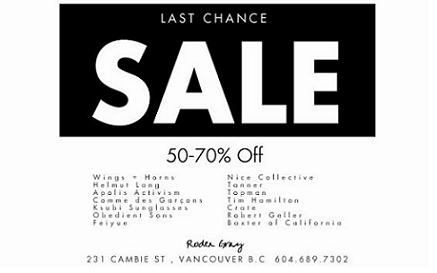 LAST CHANCE
SALE
50-70% Off
Wings + Horns
Helmut Lang
Apolis Activism
Comme des Garçons
Ksubi Sunglasses
Obedient Sons
Feiyue
Nice Collective
Tanner
Topman
Tim Hamilton
Crate
Robert Geller
Baxter of California
Roden Gray
231 CAMBIE ST , VANCOUVER B.C 604.689.7302